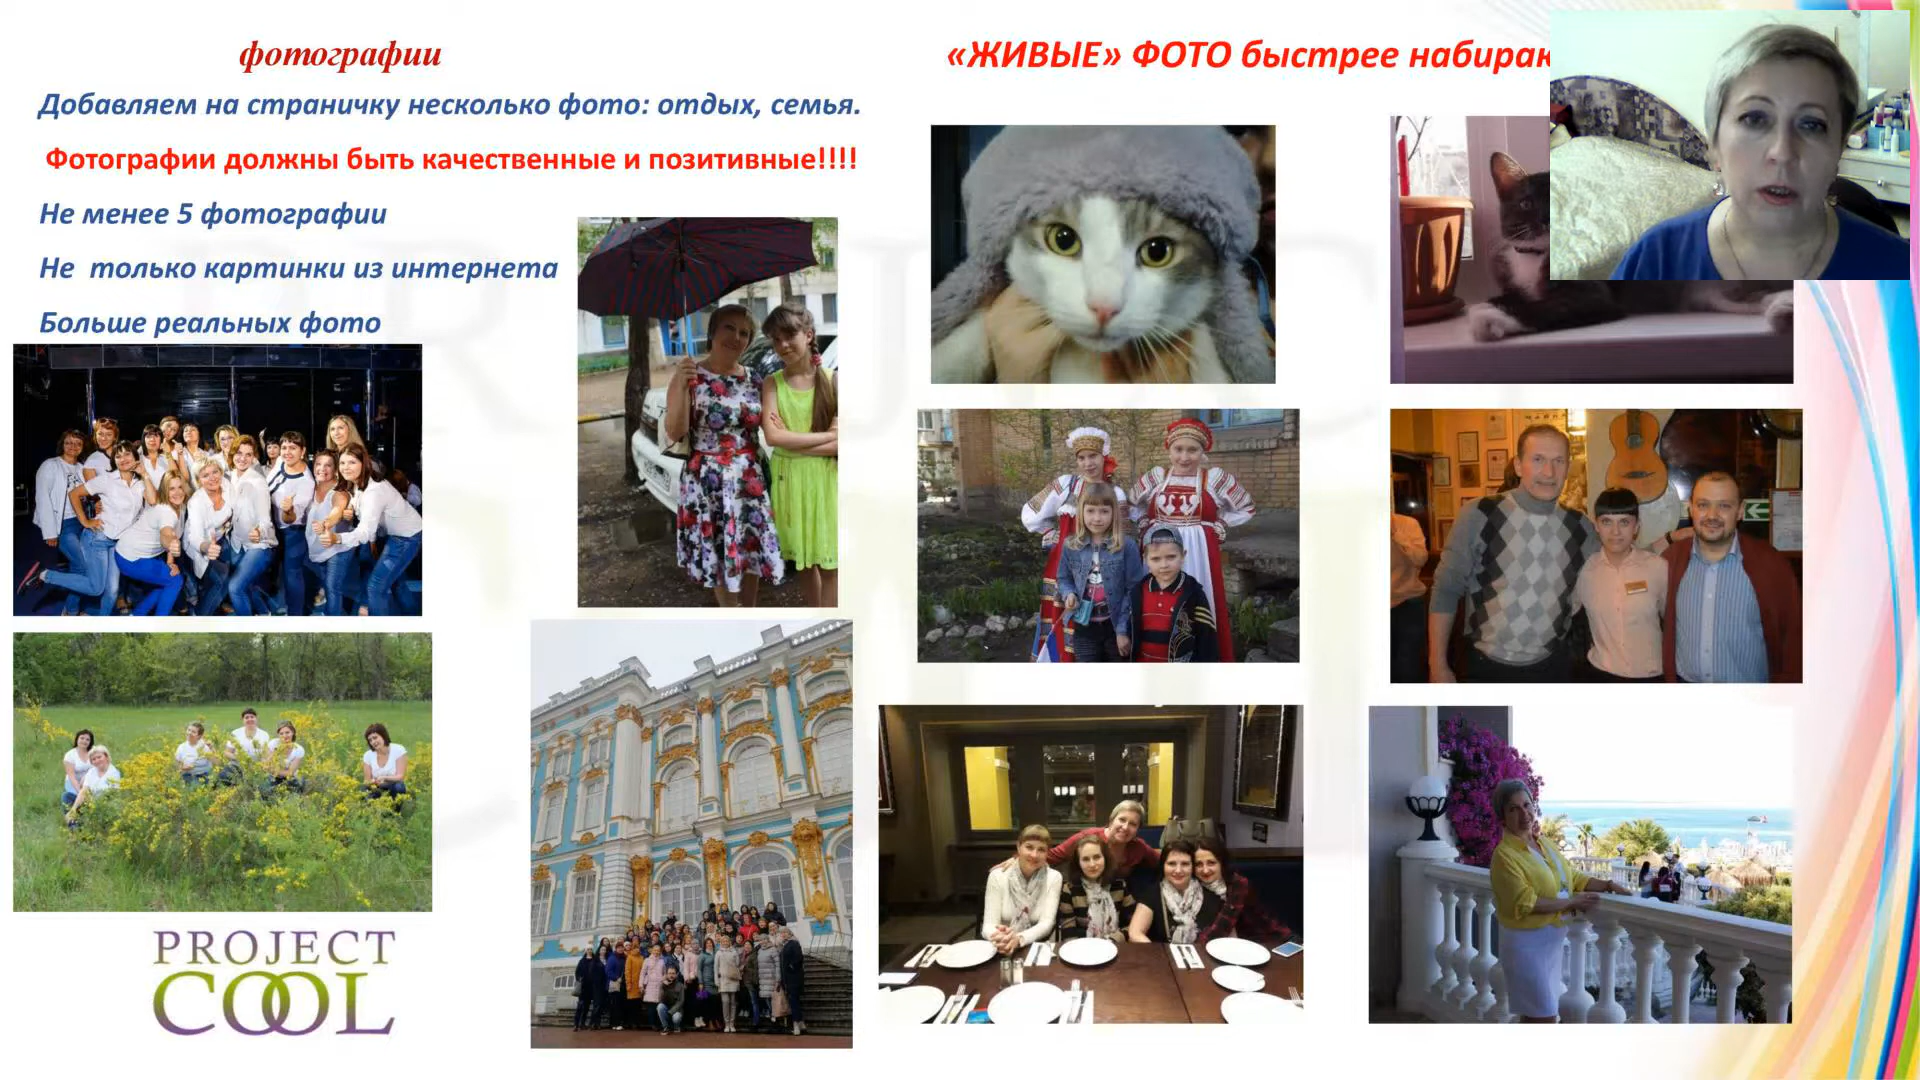 фотографии
Добавляем на страничку несколько фото: отдых, семья.
Фотографии должны быть качественные и позитивные!!!!
Не менее 5 фотографии
Не только картинки из интернета
Больше реальных фото
«ЖИВЫЕ» ФОТО быстрее
PROJECT
COOL